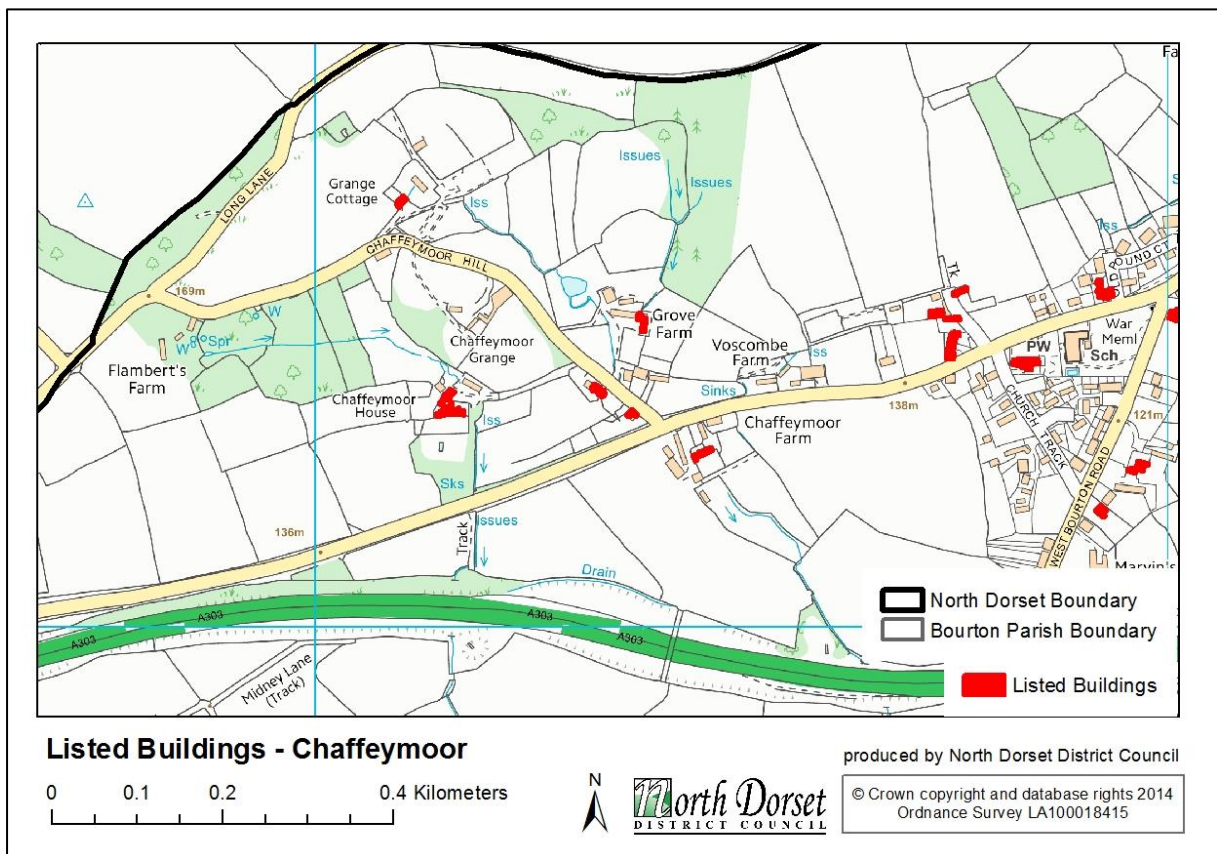 Fa
LONG LANE
Grange
Cottage
Iss
Issues
Issues
CHAFFEYMOOR HILL
169m
W
W
Spr
Flambert's
Farm
Chaffeymoor
Grange
Grove
Farm
Chaffeymoor
House
Iss
Sks
Voscombe
Farm
Iss
Sinks
Tk
Iss
War
Meml
PW
Sch
138m
CHURCH TRACK
121m
Chaffeymoor
Farm
WEST BOURTON ROAD
Marvin's
136m
Track
Issues
Drain
A303
A303
A303
A303
Midney Lane
(Track)
North Dorset Boundary
Bourton Parish Boundary
Listed Buildings
Listed Buildings - Chaffeymoor
0 0.1 0.2 0.4 Kilometers
N
North Dorset
DISTRICT COUNCIL
produced by North Dorset District Council
© Crown copyright and database rights 2014
Ordnance Survey LA100018415